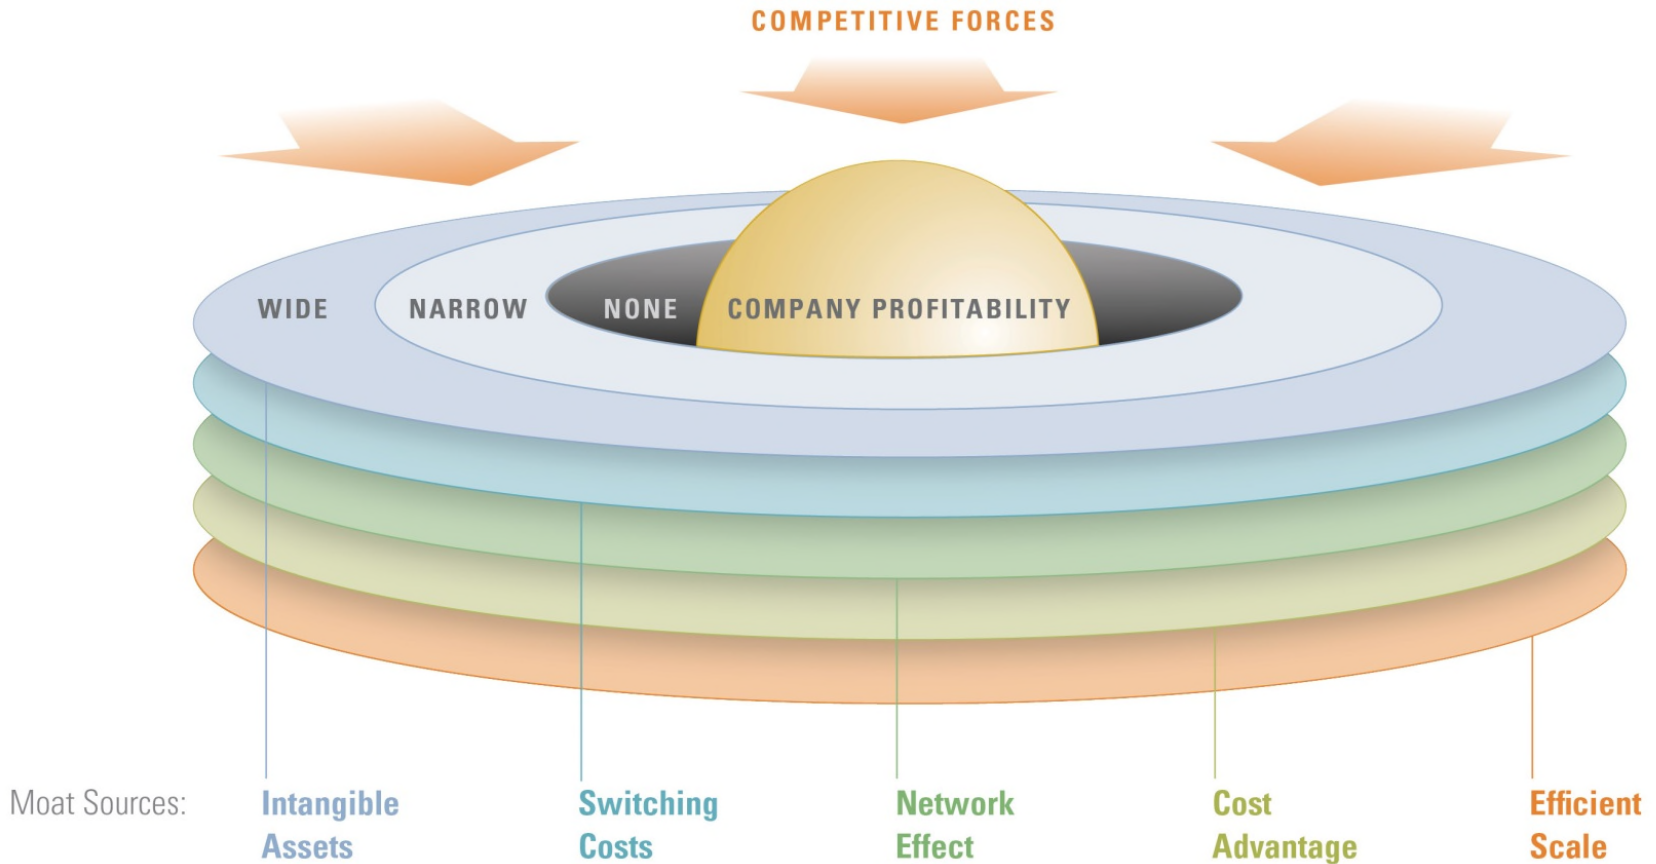 COMPETITIVE FORCES
WIDE
NARROW
NONE
COMPANY PROFITABILITY
Moat Sources:
Intangible
Assets
Switching
Costs
Network
Effect
Cost
Advantage
Efficient
Scale